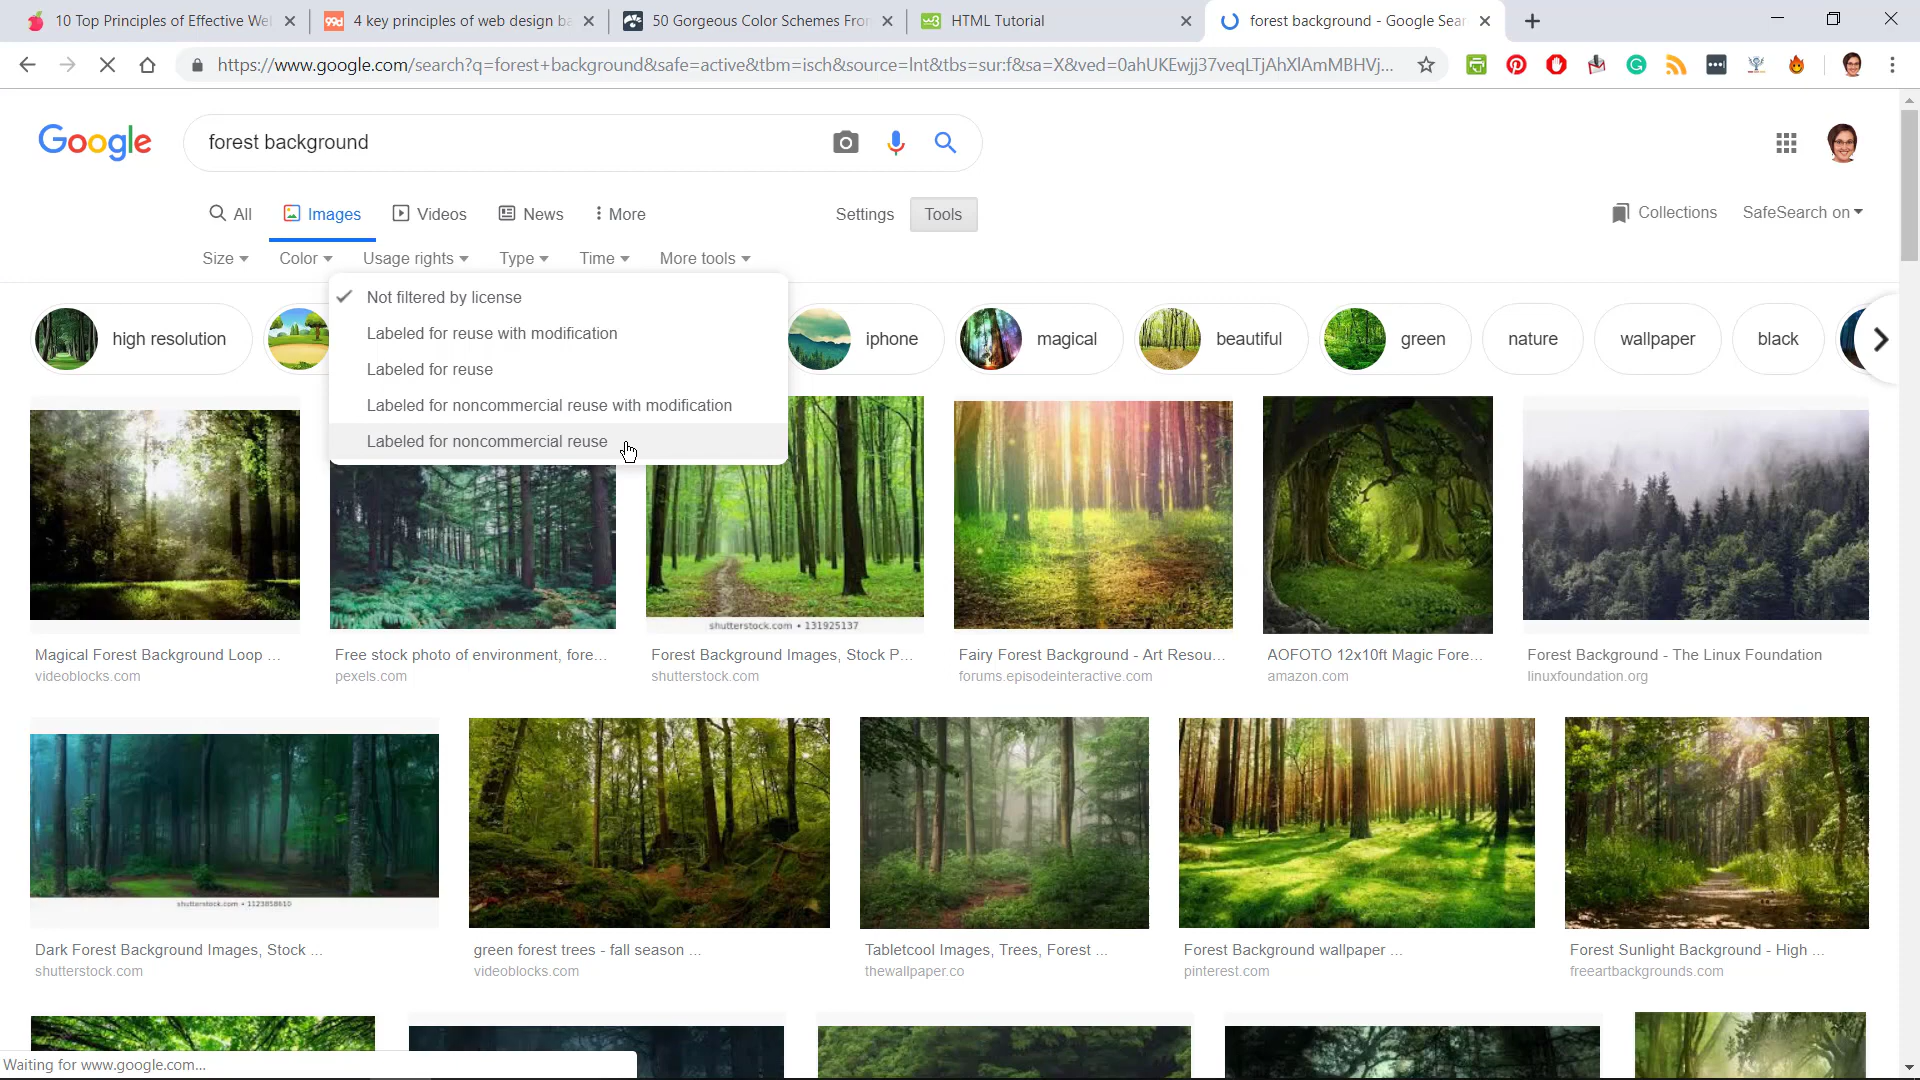 10 Top Principles of Effective We
99d
4 key principles of web design ba
50 Gorgeous Color Schemes Fro
w3
HTML Tutorial
forest background - Google Sear
https://www.google.com/search?q=forest+background&safe=active&tbm=isch&source=lnt&tbs=sur:f&sa=X&ved=0ahUKEwjj37veqLTjAhXlAmMBHVj...
Google
forest background
All
Images
Videos
News
More
Settings
Tools
Collections
SafeSearch on
Size
Color
Usage rights
Type
Time
More tools
Not filtered by license
Labeled for reuse with modification
Labeled for reuse
Labeled for noncommercial reuse with modification
Labeled for noncommercial reuse
high resolution
iphone
magical
beautiful
green
nature
wallpaper
black
shutterstock.com • 131925137
Magical Forest Background Loop ...
videoblocks.com
Free stock photo of environment, fore...
pexels.com
Forest Background Images, Stock P...
shutterstock.com
Fairy Forest Background - Art Resou...
forums.episodeinteractive.com
AOFOTO 12x10ft Magic Fore...
amazon.com
Forest Background - The Linux Foundation
linuxfoundation.org
shutterstock.com • 1123858610
Dark Forest Background Images, Stock ...
shutterstock.com
green forest trees - fall season ...
videoblocks.com
Tabletcool Images, Trees, Forest ...
thewallpaper.co
Forest Background wallpaper ...
pinterest.com
Forest Sunlight Background - High ...
freeartbackgrounds.com
Waiting for www.google.com...